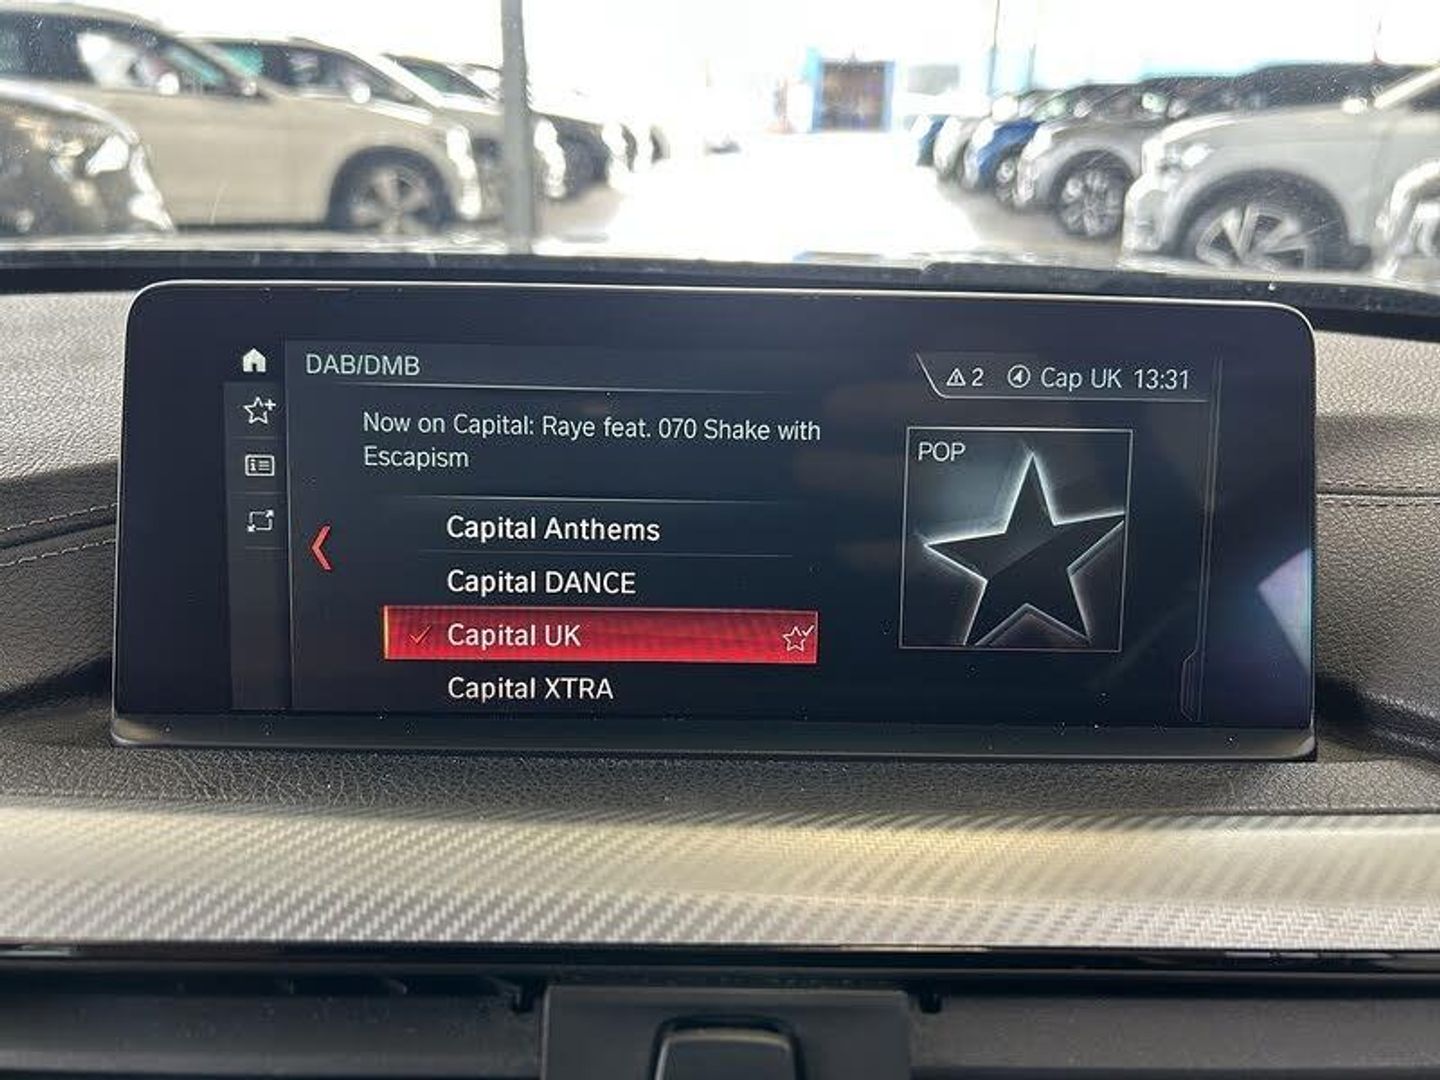 DAB/DMB
2 Cap UK 13:31
Now on Capital: Raye feat. 070 Shake with
Escapism
POP
Capital Anthems
Capital DANCE
Capital UK
Capital XTRA